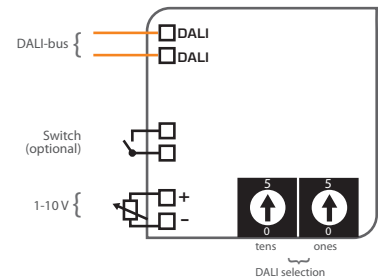 DALI-bus {
DALI
DALI
Switch
(optional)
1-10 V {
+
–
5 5
0 0
tens ones
DALI selection